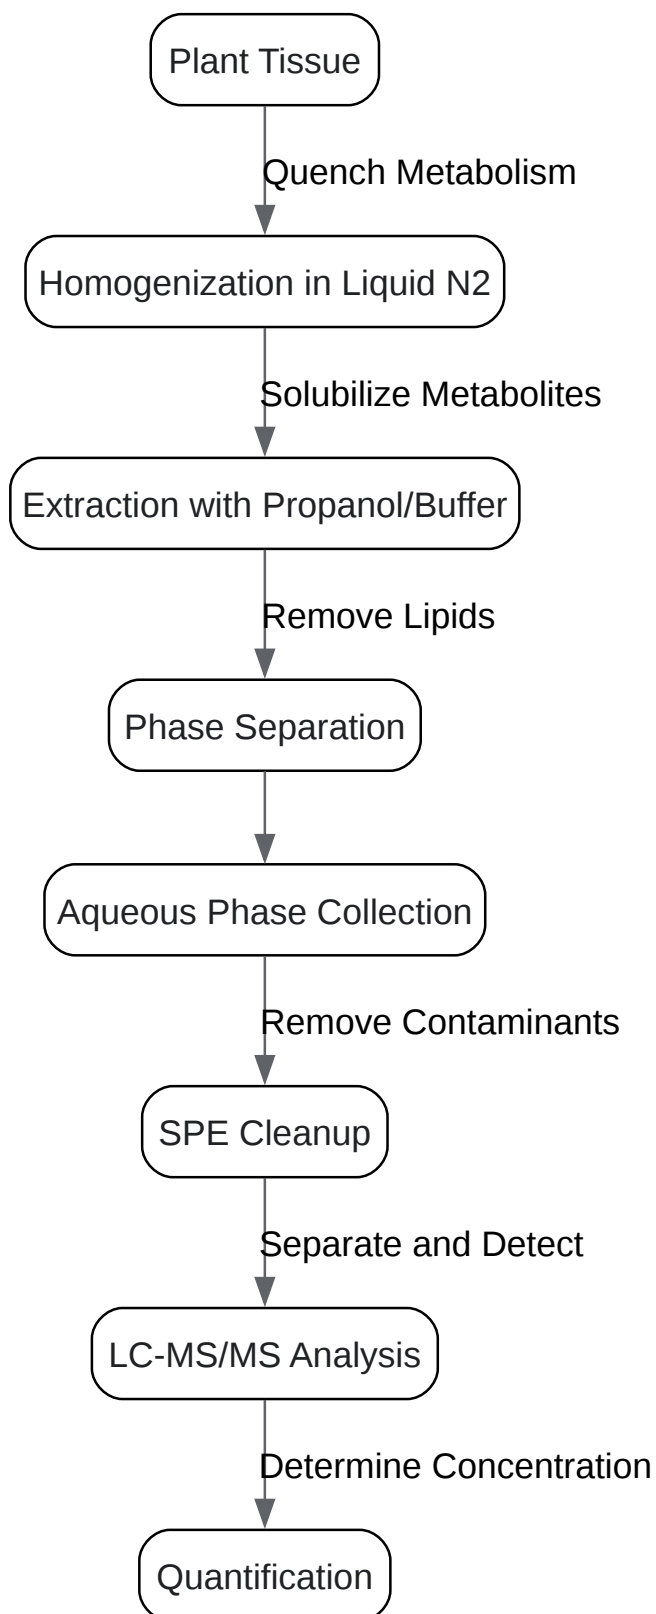 Plant Tissue
Quench Metabolism
Homogenization in Liquid N2
Solubilize Metabolites
Extraction with Propanol/Buffer
Remove Lipids
Phase Separation
Aqueous Phase Collection
Remove Contaminants
SPE Cleanup
Separate and Detect
LC-MS/MS Analysis
Determine Concentration
Quantification